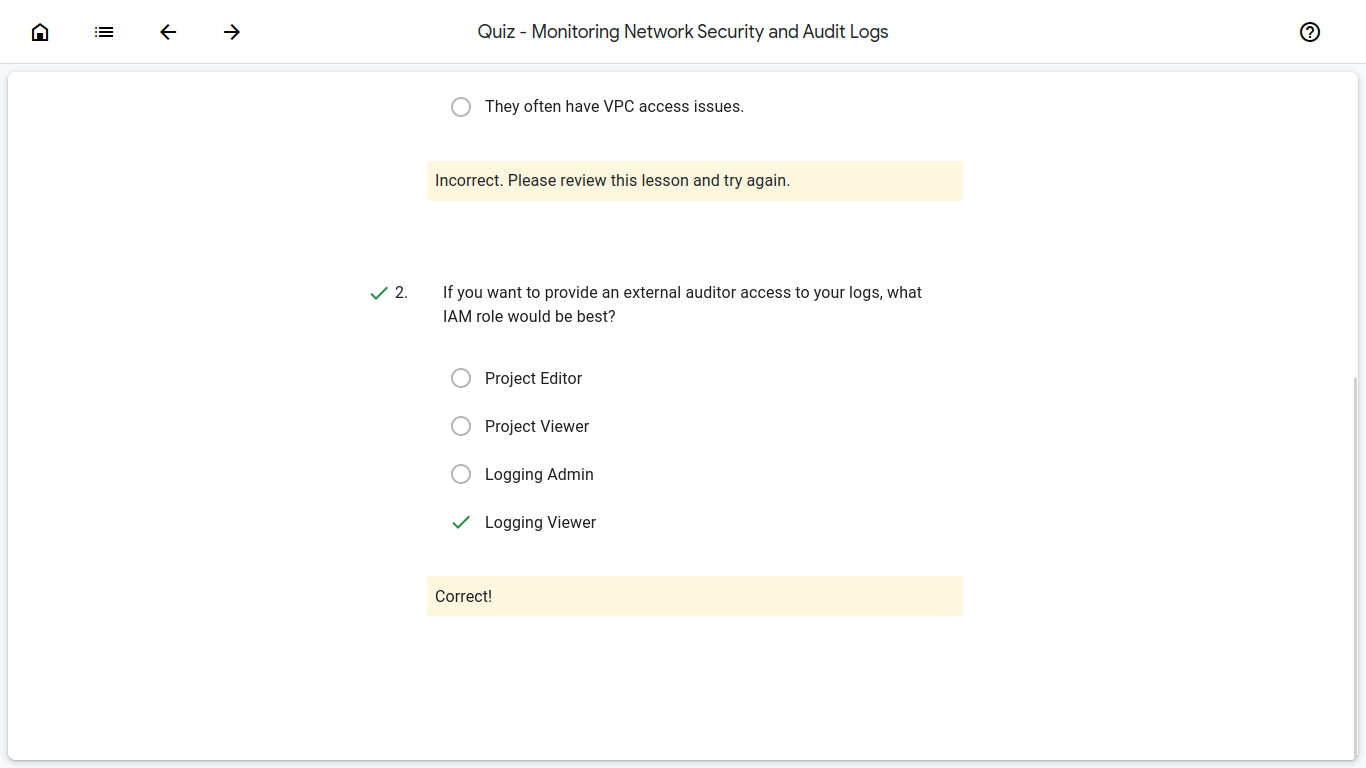 Quiz - Monitoring Network Security and Audit Logs
They often have VPC access issues.
Incorrect. Please review this lesson and try again.
2. If you want to provide an external auditor access to your logs, what
IAM role would be best?
Project Editor
Project Viewer
Logging Admin
Logging Viewer
Correct!